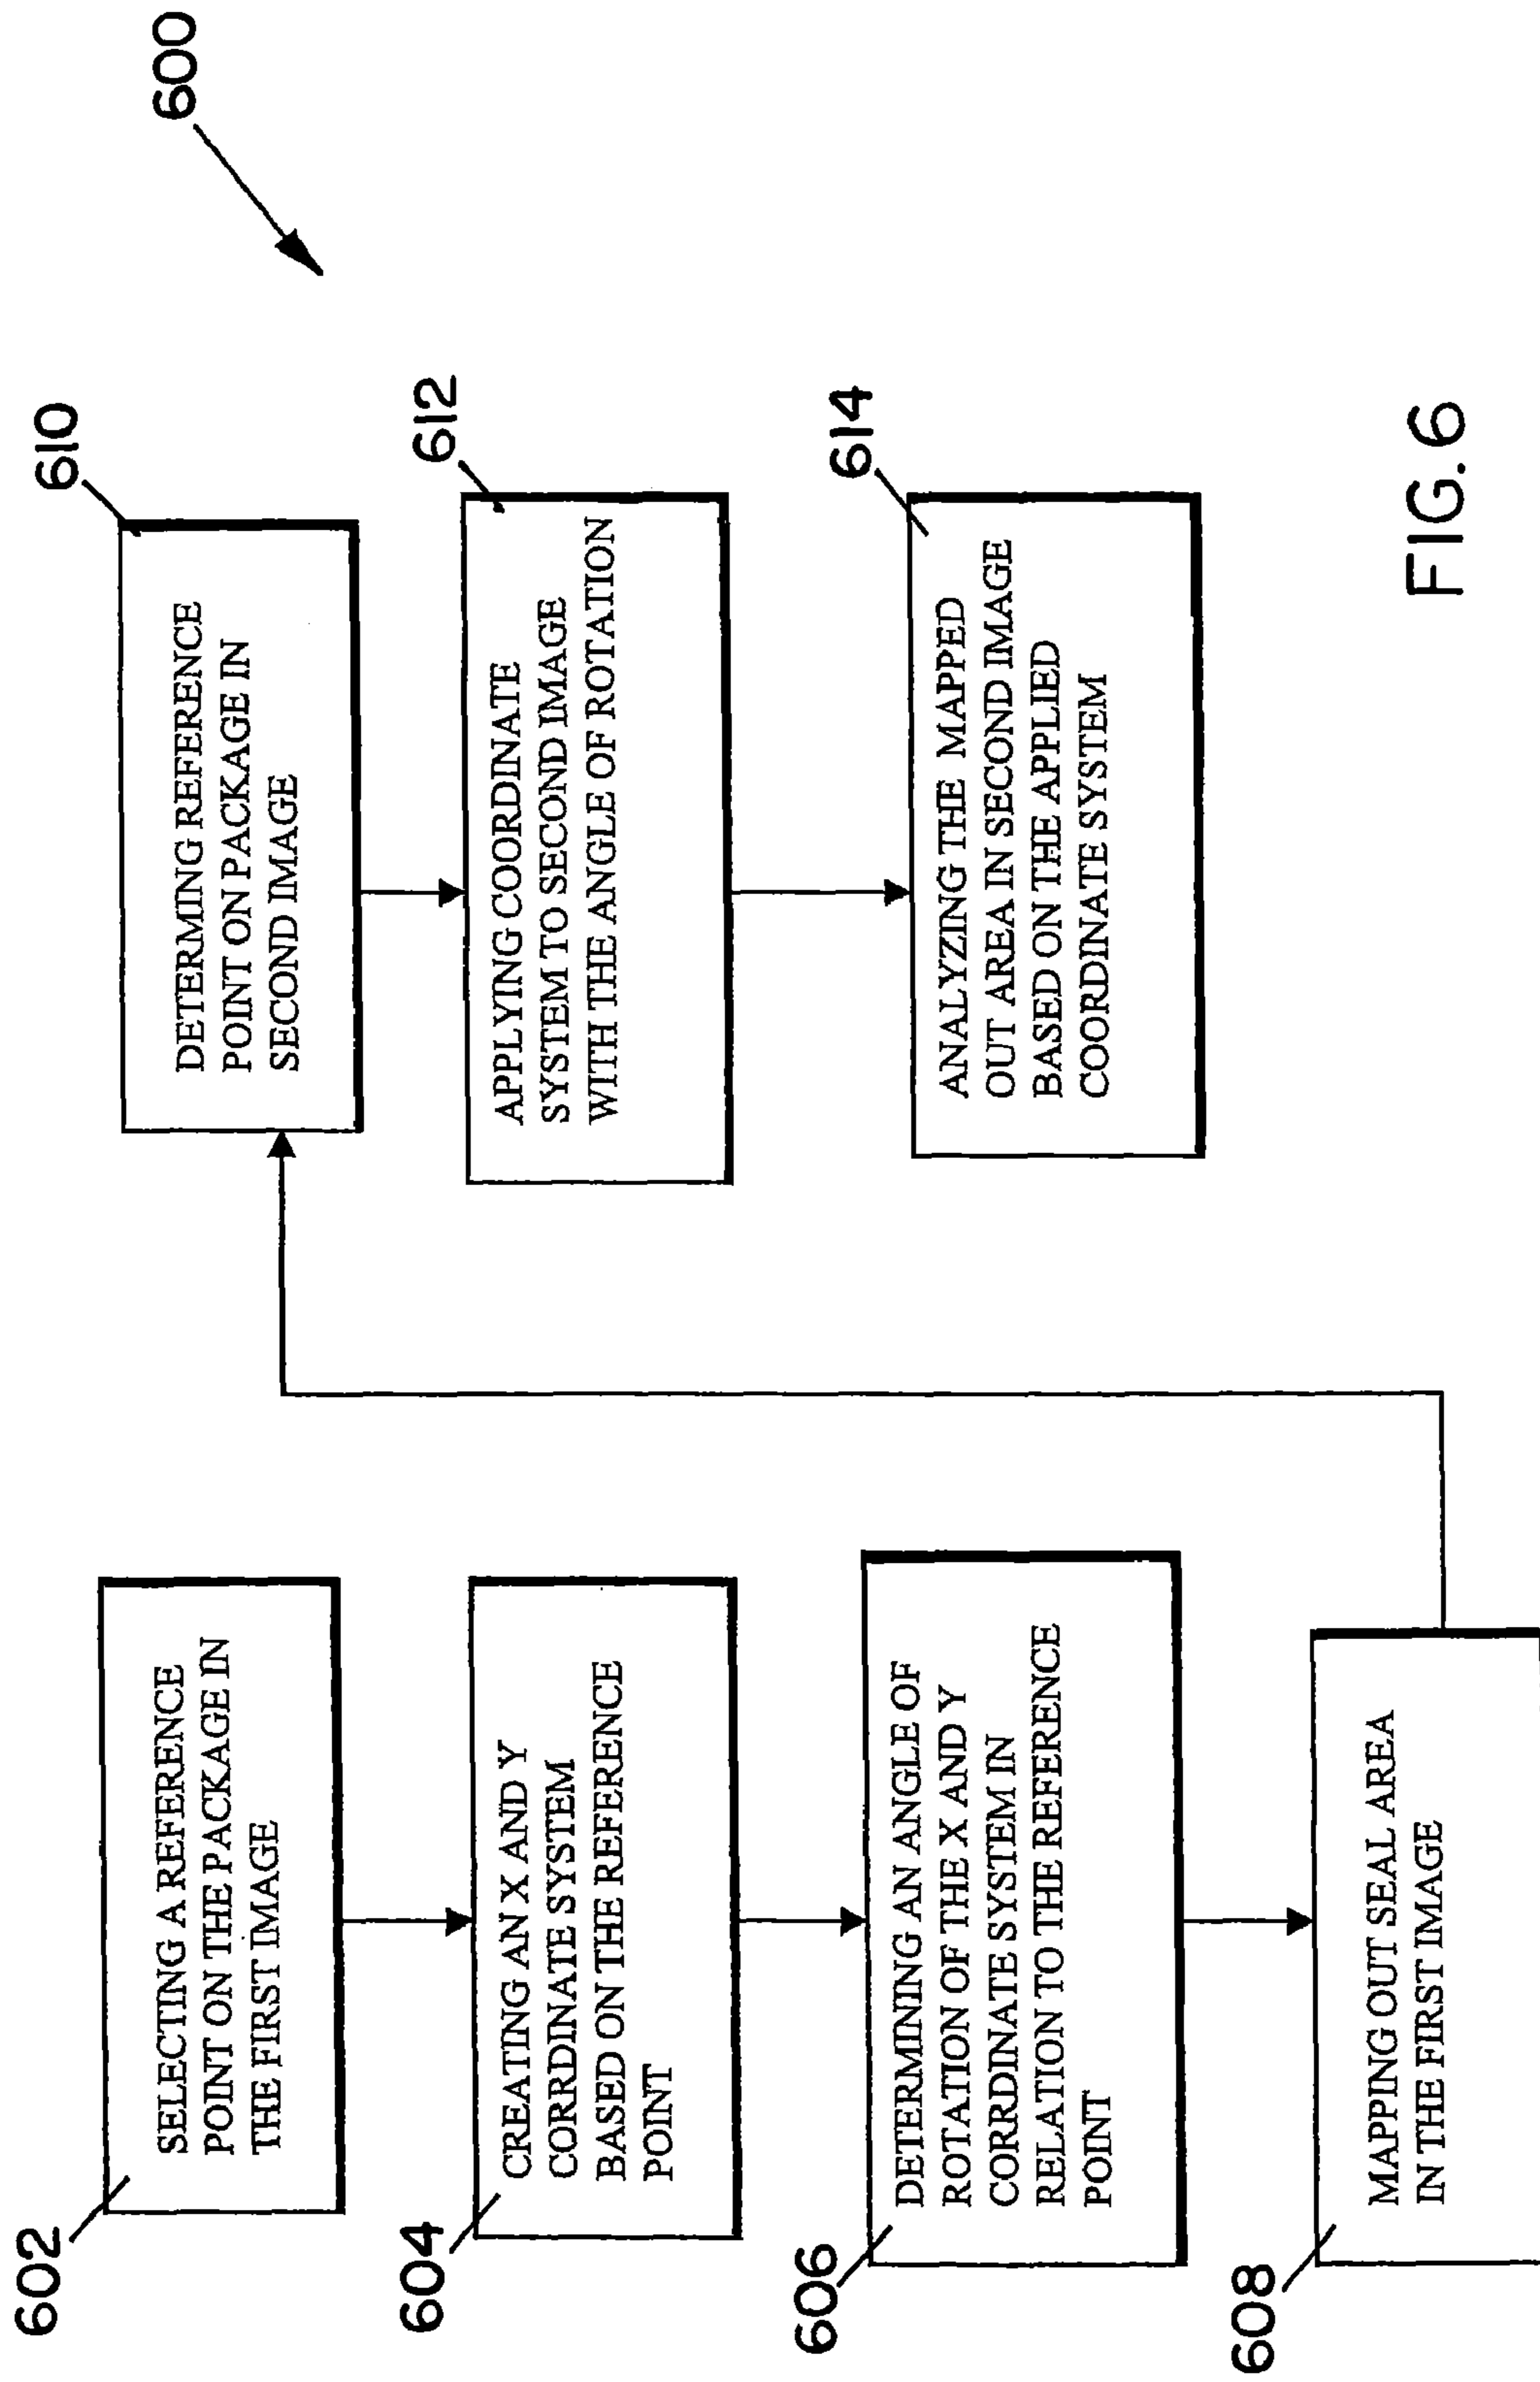 602
SELECTING A REFERENCE
POINT ON THE PACKAGE IN
THE FIRST IMAGE
604
CREATING AN X AND Y
CORRDINATE SYSTEM
BASED ON THE REFERENCE
POINT
606
DETERMINING AN ANGLE OF
ROTATION OF THE X AND Y
CORRDINATE SYSTEM IN
RELATION TO THE REFERENCE
POINT
608
MAPPING OUT SEAL AREA
IN THE FIRST IMAGE
610
DETERMINING REFERENCE
POINT ON PACKAGE IN
SECOND IMAGE
612
APPLYING COORDINATE
SYSTEM TO SECOND IMAGE
WITH THE ANGLE OF ROTATION
614
ANALYZING THE MAPPED
OUT AREA IN SECOND IMAGE
BASED ON THE APPLIED
COORDINATE SYSTEM
600
FIG. 6